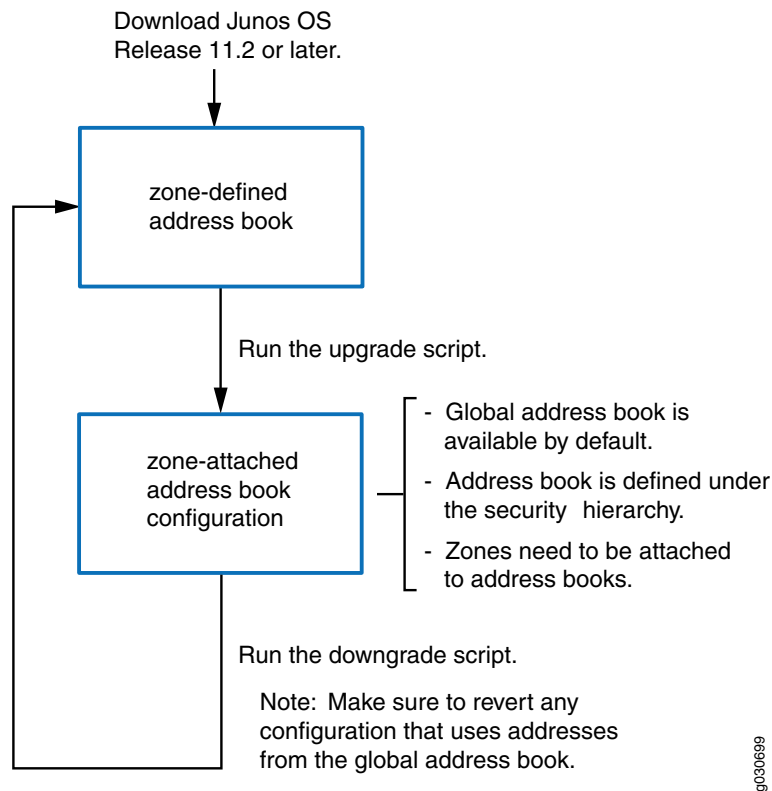 Download Junos OS
Release 11.2 or later.
zone-defined
address book
Run the upgrade script.
zone-attached
address book
configuration
- Global address book is
available by default.
- Address book is defined under
the security hierarchy.
- Zones need to be attached
to address books.
Run the downgrade script.
Note: Make sure to revert any
configuration that uses addresses
from the global address book.
g030699